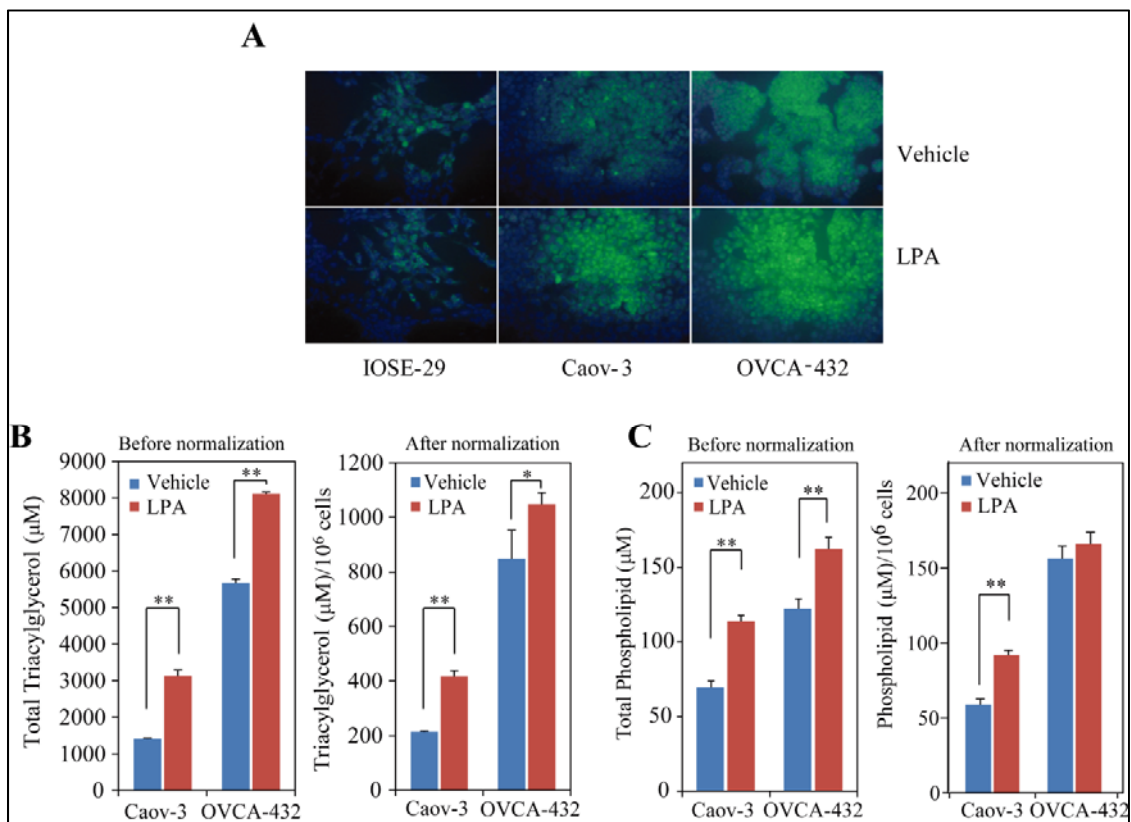 A
Vehicle
LPA
IOSE-29 Caov-3 OVCA-432
B
Before normalization
Total Triacylglycerol (μM)
9000
8000
7000
6000
5000
4000
3000
2000
1000
0
Vehicle
LPA
**
**
Caov-3 OVCA-432
After normalization
Triacylglycerol (μM)/10⁶ cells
1200
1000
800
600
400
200
0
Vehicle
LPA
**
*
Caov-3 OVCA-432
C
Before normalization
Total Phospholipid (μM)
200
150
100
50
0
Vehicle
LPA
**
**
Caov-3 OVCA-432
After normalization
Phospholipid (μM)/10⁶ cells
200
150
100
50
0
Vehicle
LPA
**
Caov-3 OVCA-432